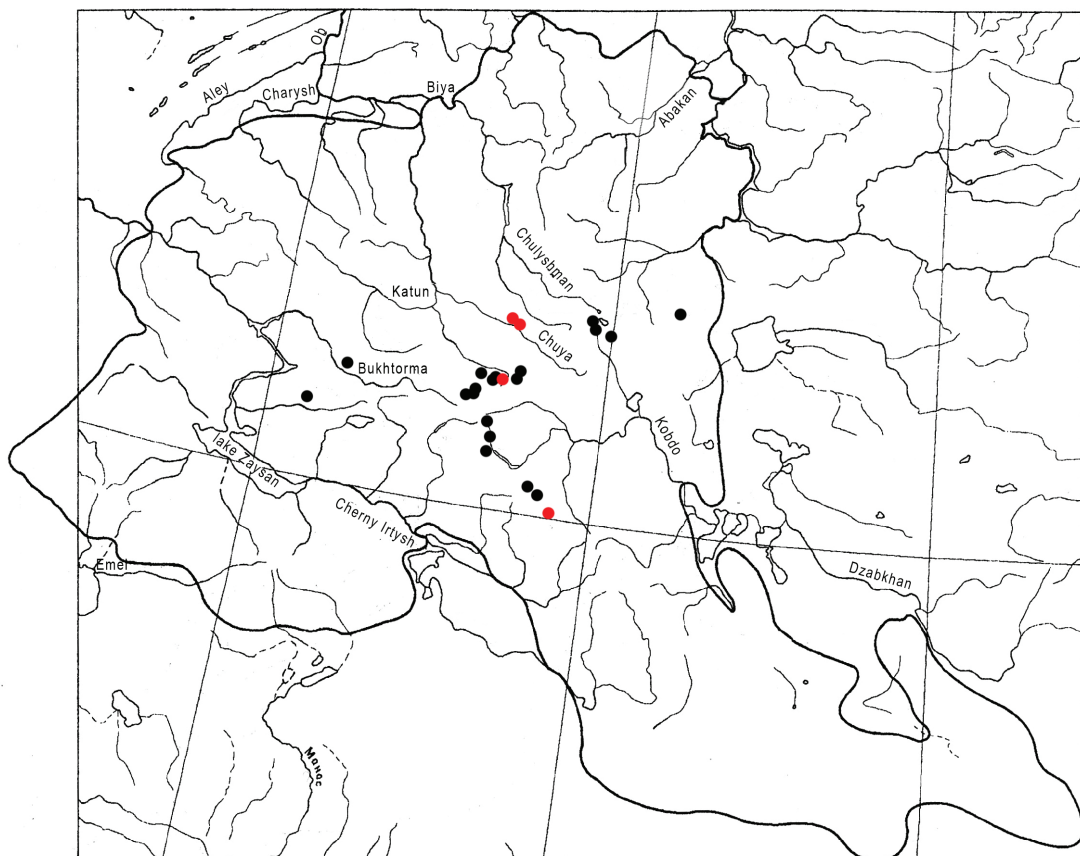 Ob
Aley
Charysh
Biya
Abakan
Chulyshman
Katun
Chuya
Bukhtorma
Kobdo
lake Zaysan
Cherny Irtysh
Emel
Dzabkhan
Манас